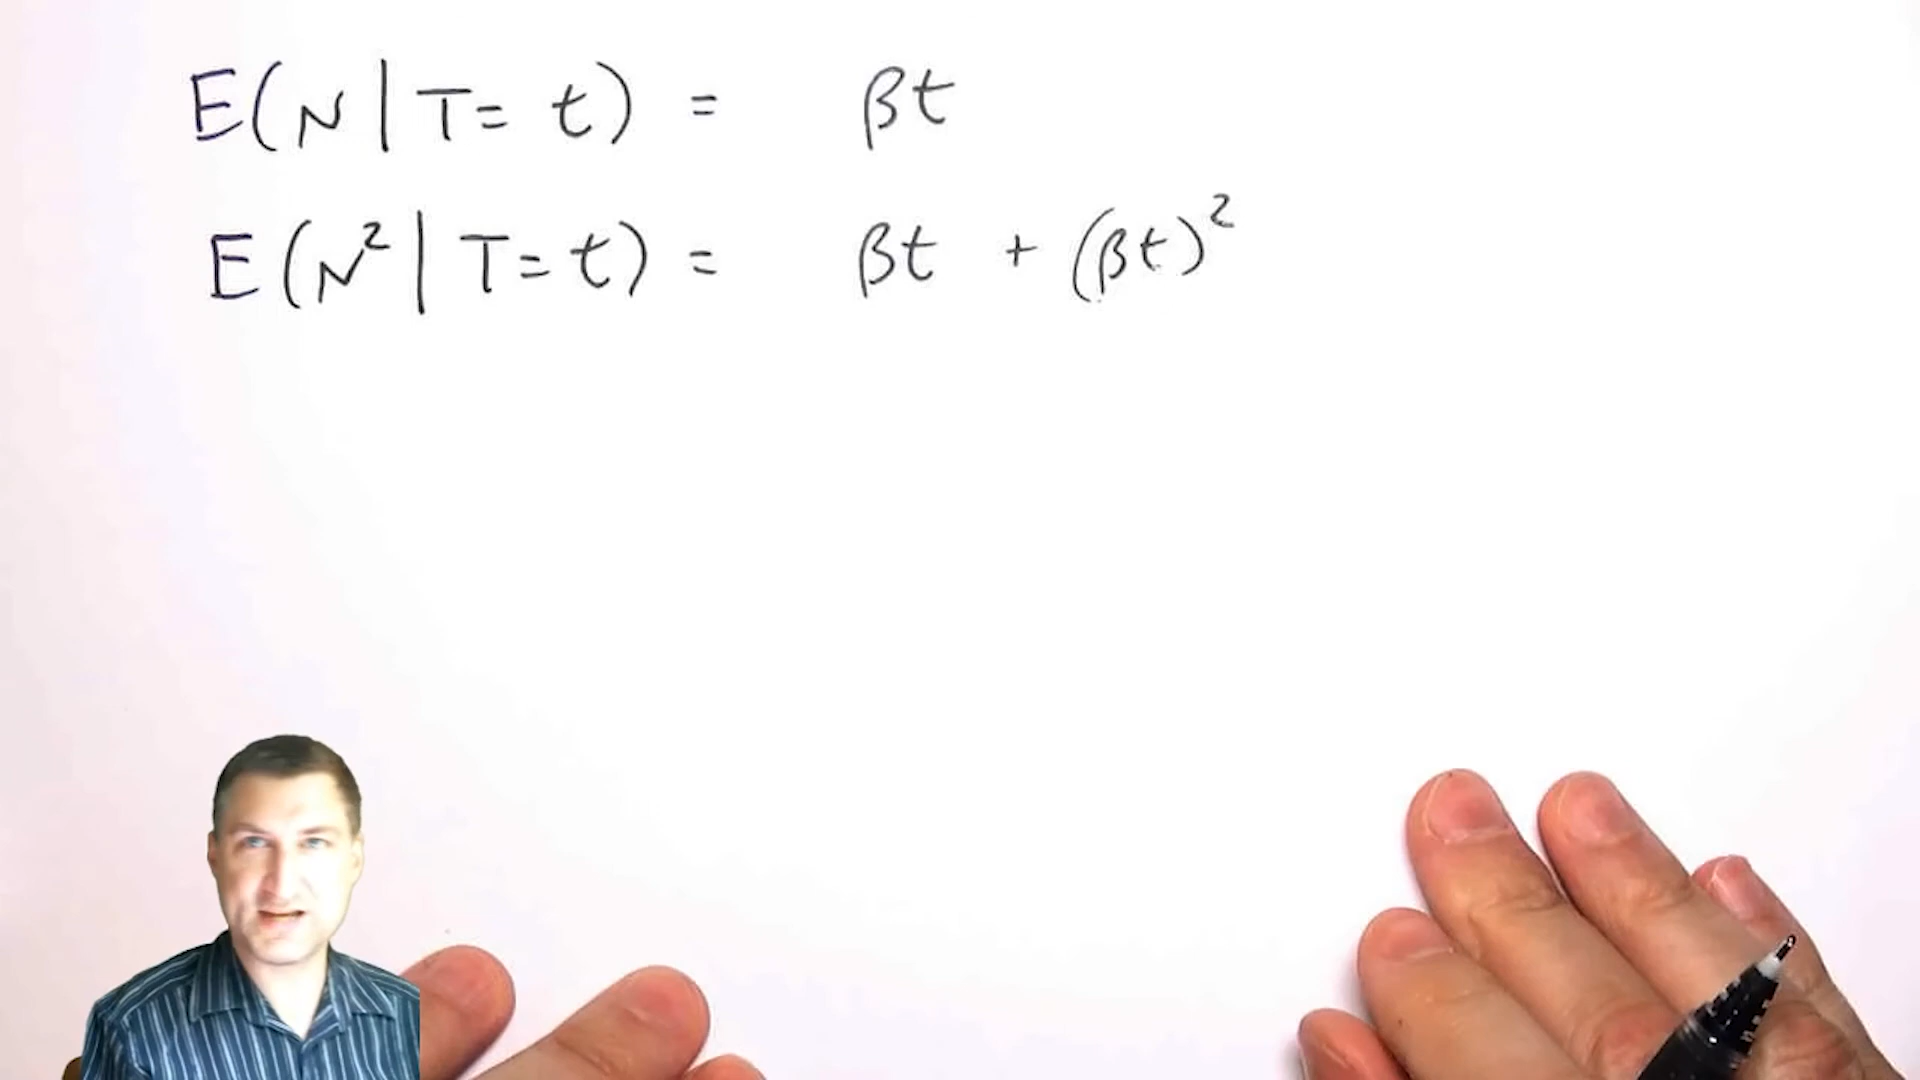 E(N | T= t) = βt
E(N² | T= t) = βt + (βt)²